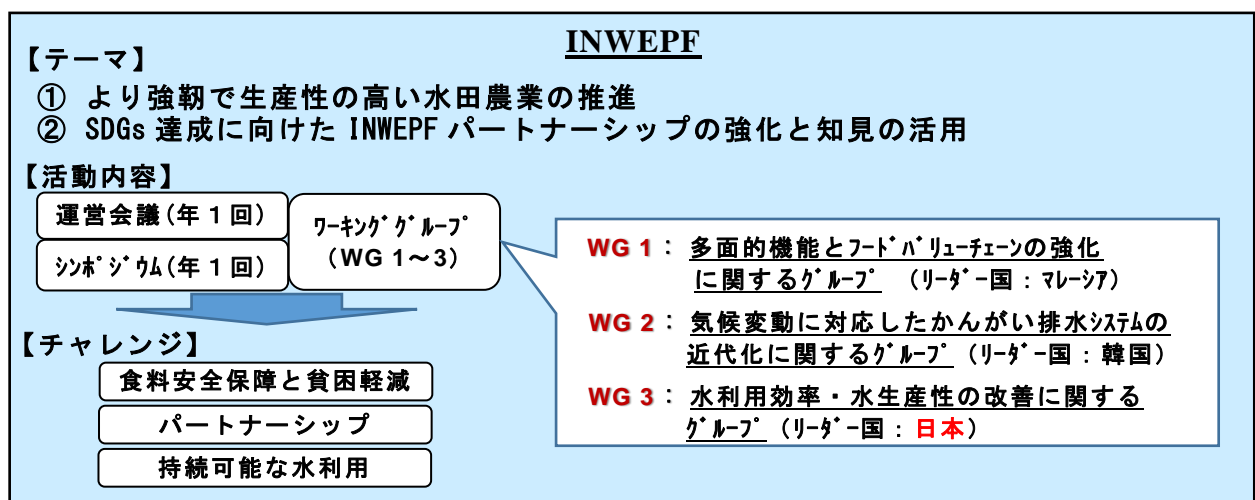 INWEPF
【テーマ】
① より強靭で生産性の高い水田農業の推進
② SDGs 達成に向けた INWEPF パートナーシップの強化と知見の活用
【活動内容】
運営会議(年1回)
シンポジウム(年1回)
ワーキンググループ
(WG 1~3)
WG 1： 多面的機能とフードバリューチェーンの強化
に関するグループ (リーダー国：マレーシア)
WG 2： 気候変動に対応したかんがい排水システムの
近代化に関するグループ (リーダー国：韓国)
WG 3： 水利用効率・水生産性の改善に関する
グループ (リーダー国：日本)
【チャレンジ】
食料安全保障と貧困軽減
パートナーシップ
持続可能な水利用